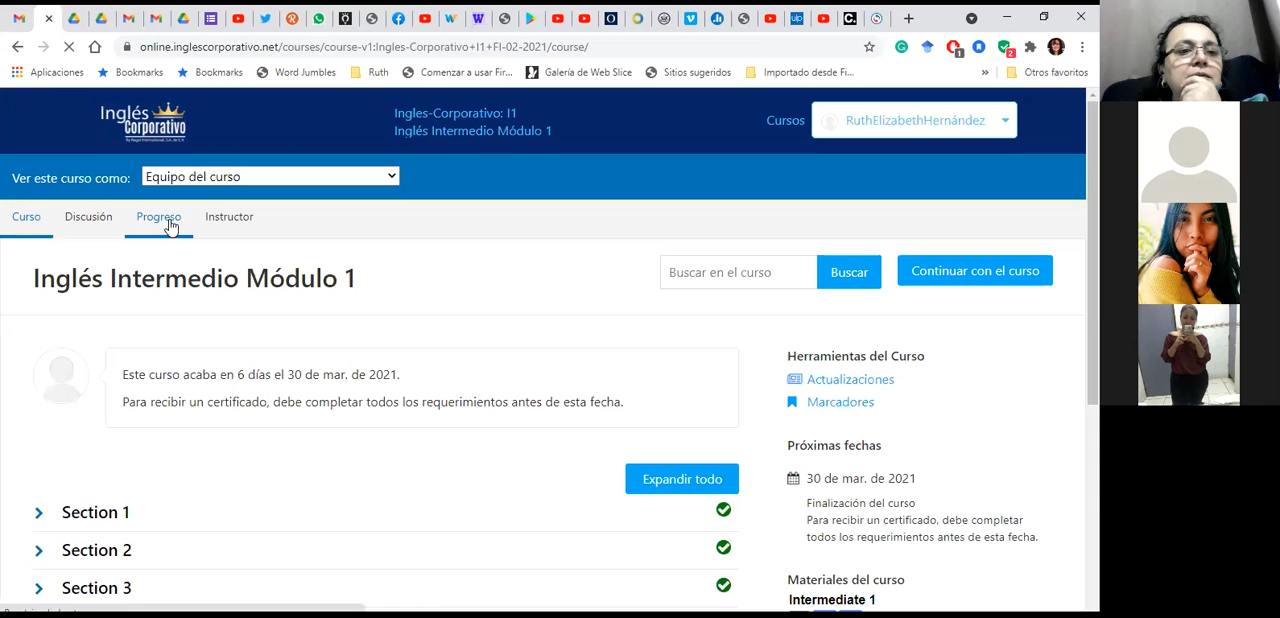 online.inglescorporativo.net/courses/course-v1:Ingles-Corporativo+I1+FI-02-2021/course/
1
2
Aplicaciones
Bookmarks
Bookmarks
Word Jumbles
Ruth
Comenzar a usar Fir...
Galería de Web Slice
Sitios sugeridos
Importado desde Fi...
»
Otros favoritos
Inglés
Corporativo
Ingles-Corporativo: I1
Inglés Intermedio Módulo 1
Cursos
RuthElizabethHernández
Ver este curso como:
Equipo del curso
Curso
Discusión
Progreso
Instructor
Inglés Intermedio Módulo 1
Buscar en el curso
Buscar
Continuar con el curso
Este curso acaba en 6 días el 30 de mar. de 2021.
Para recibir un certificado, debe completar todos los requerimientos antes de esta fecha.
Herramientas del Curso
Actualizaciones
Marcadores
Próximas fechas
30 de mar. de 2021
Finalización del curso
Para recibir un certificado, debe completar
todos los requerimientos antes de esta fecha.
Expandir todo
Section 1
Section 2
Section 3
Materiales del curso
Intermediate 1